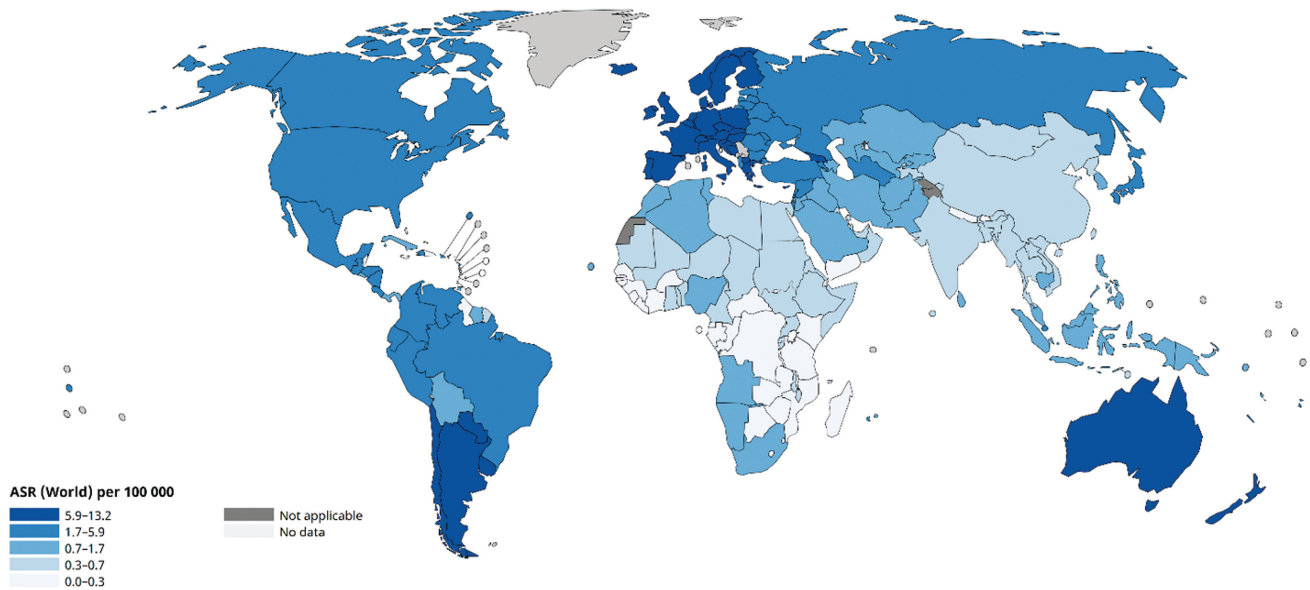 ASR (World) per 100 000
5.9–13.2
1.7–5.9
0.7–1.7
0.3–0.7
0.0–0.3
Not applicable
No data